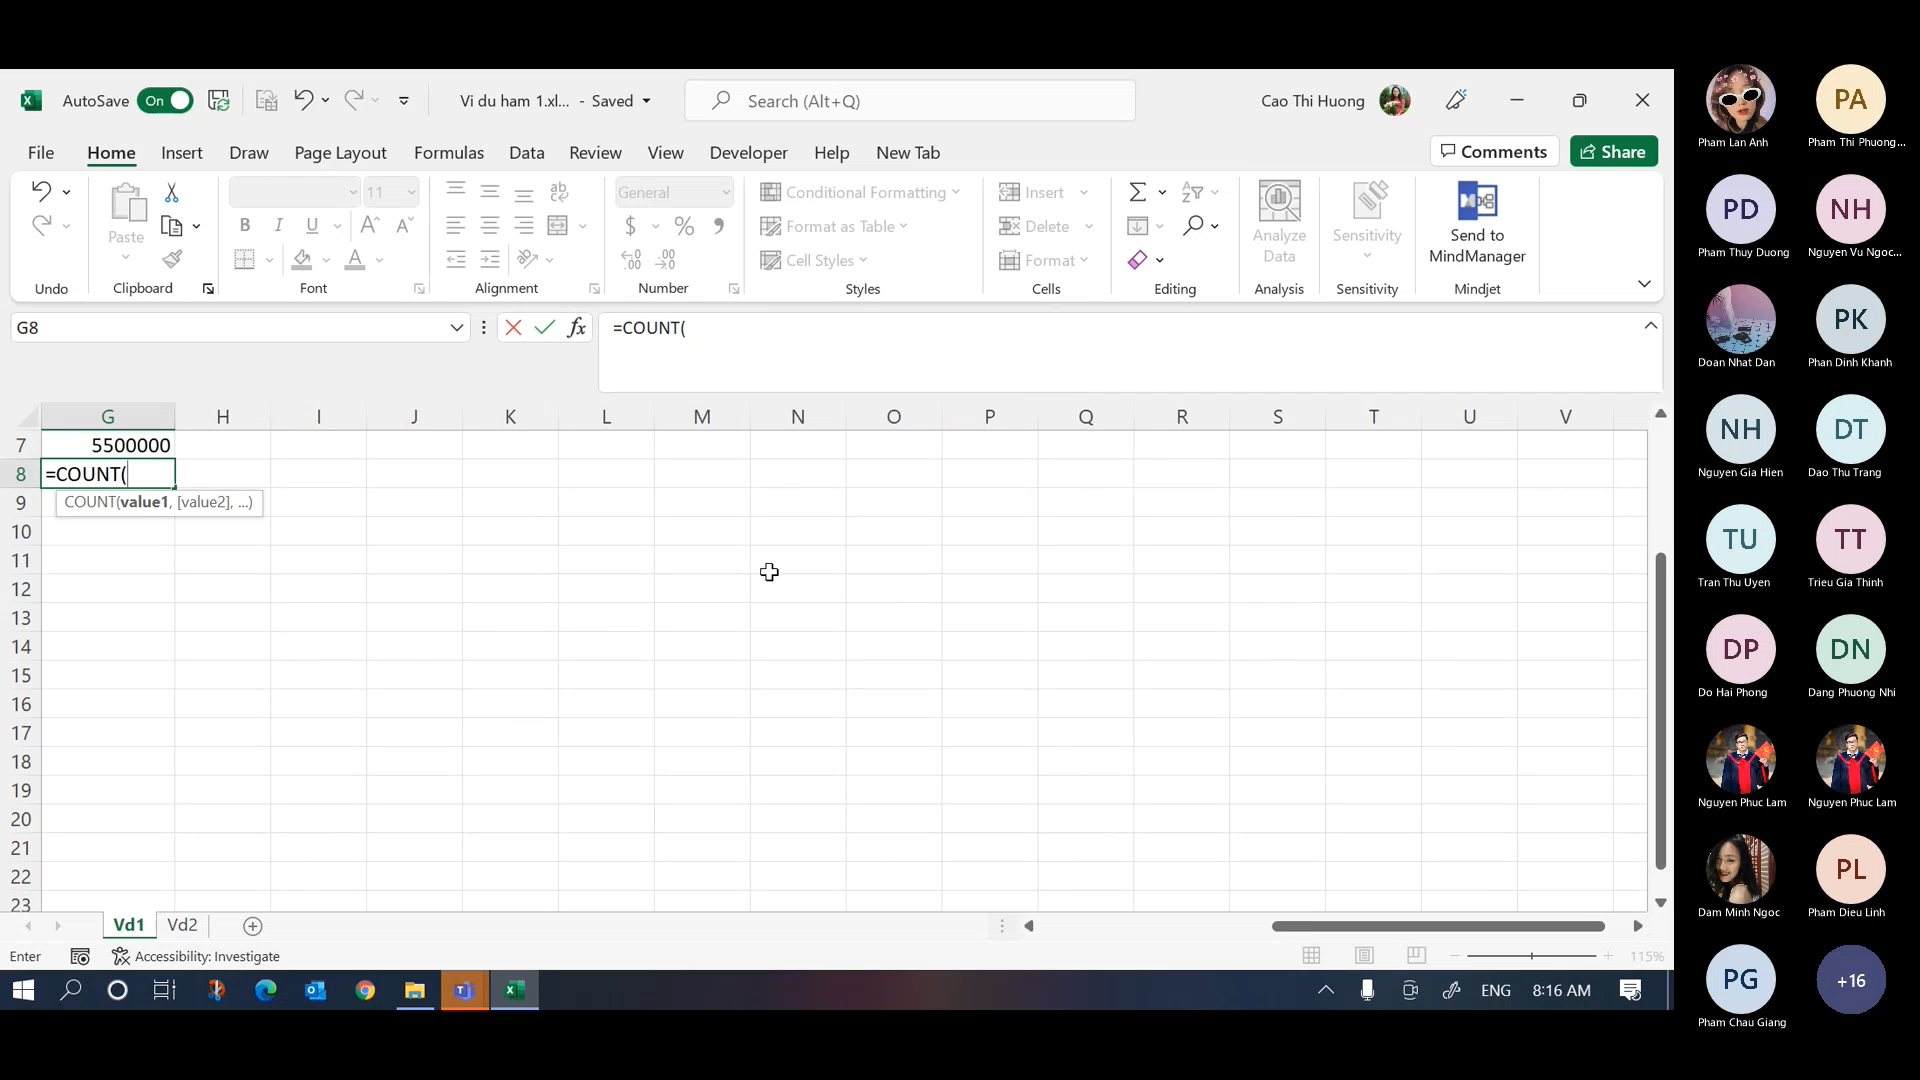 AutoSave On Vi du ham 1.xl... - Saved Search (Alt+Q) Cao Thi Huong
File Home Insert Draw Page Layout Formulas Data Review View Developer Help New Tab Comments Share
General 11
Paste
Conditional Formatting
Format as Table
Cell Styles
Insert
Delete
Format
Analyze
Data
Sensitivity
Send to
MindManager
Undo Clipboard Font Alignment Number Styles Cells Editing Analysis Sensitivity Mindjet
G8 fx =COUNT(
G H I J K L M N O P Q R S T U V
7 5500000
8 =COUNT(
9 COUNT(value1, [value2], ...)
10
11
12
13
14
15
16
17
18
19
20
21
22
23
Vd1 Vd2
Enter Accessibility: Investigate 115%
ENG 8:16 AM
Pham Lan Anh
PA
Pham Thi Phuong...
PD
Pham Thuy Duong
NH
Nguyen Vu Ngoc...
Doan Nhat Dan
PK
Phan Dinh Khanh
NH
Nguyen Gia Hien
DT
Dao Thu Trang
TU
Tran Thu Uyen
TT
Trieu Gia Thinh
DP
Do Hai Phong
DN
Dang Phuong Nhi
Nguyen Phuc Lam
Nguyen Phuc Lam
Dam Minh Ngoc
PL
Pham Dieu Linh
PG
Pham Chau Giang
+16